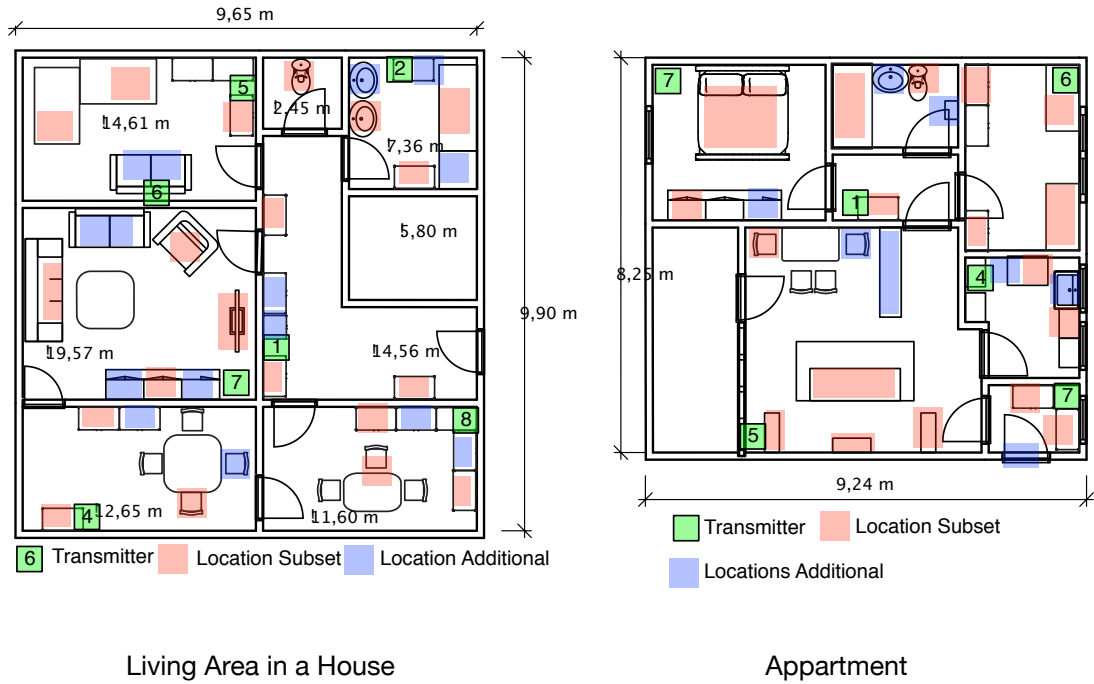 9,65 m
5
2
2,45 m
14,61 m
7,36 m
6
5,80 m
9,90 m
1
19,57 m
14,56 m
7
8
4
12,65 m
11,60 m
6 Transmitter Location Subset Location Additional
Living Area in a House
7
6
1
8,25 m
4
7
5
9,24 m
Transmitter Location Subset
Locations Additional
Appartment